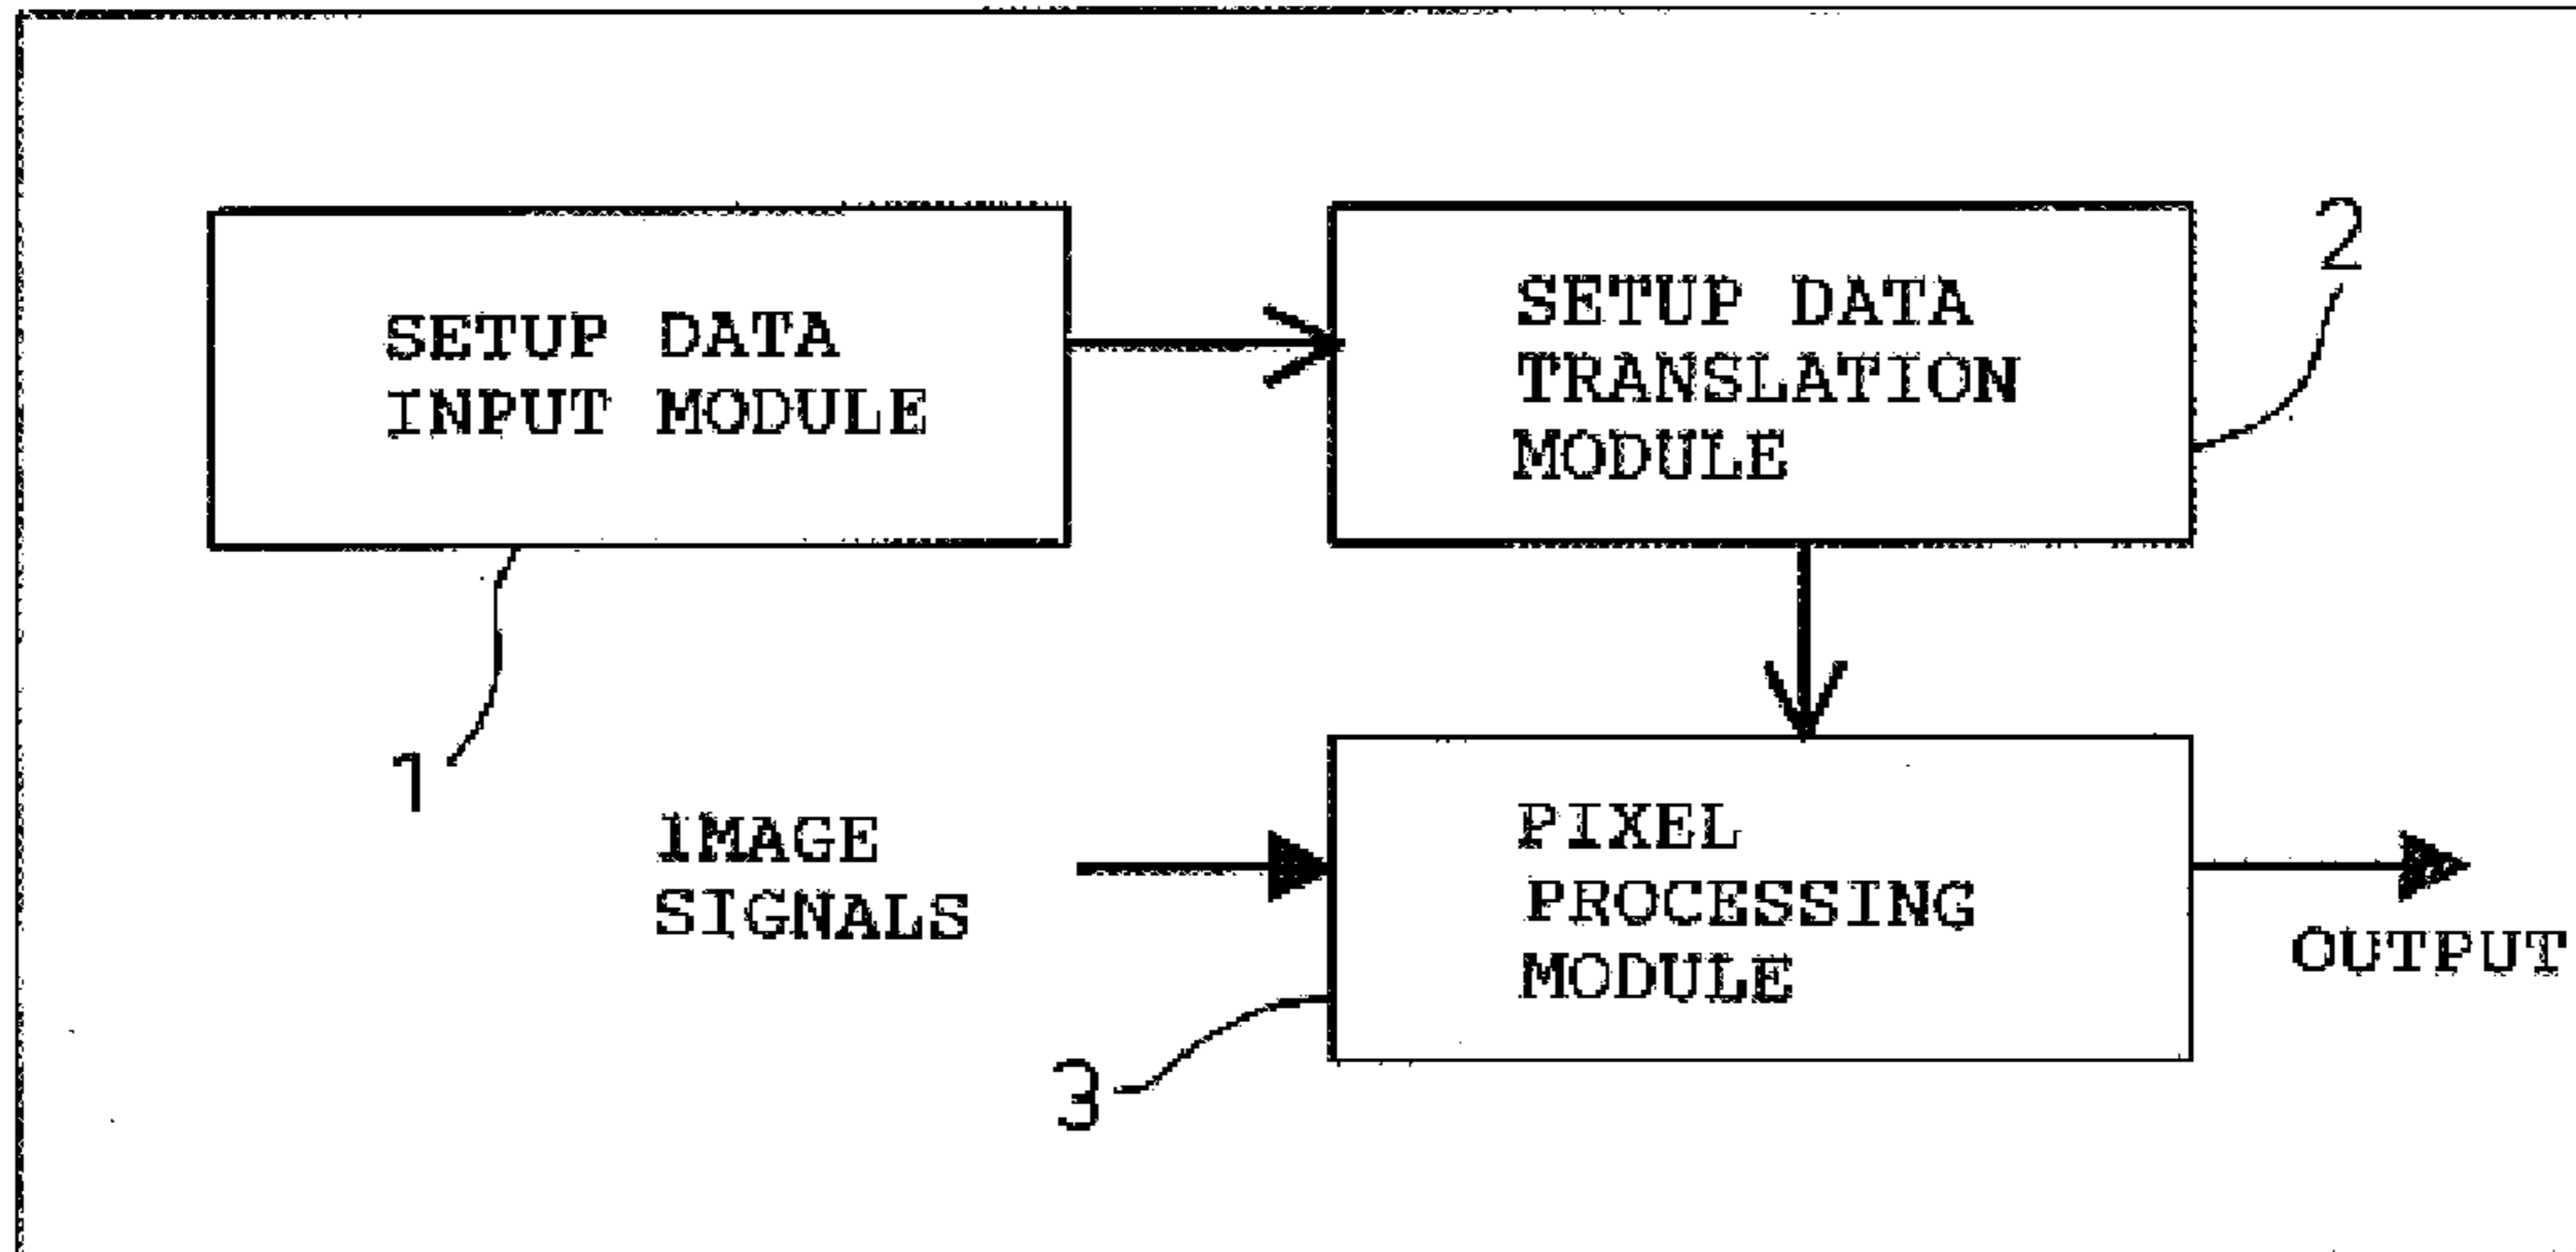 SETUP DATA
INPUT MODULE
1
SETUP DATA
TRANSLATION
MODULE
2
IMAGE
SIGNALS
PIXEL
PROCESSING
MODULE
3
OUTPUT